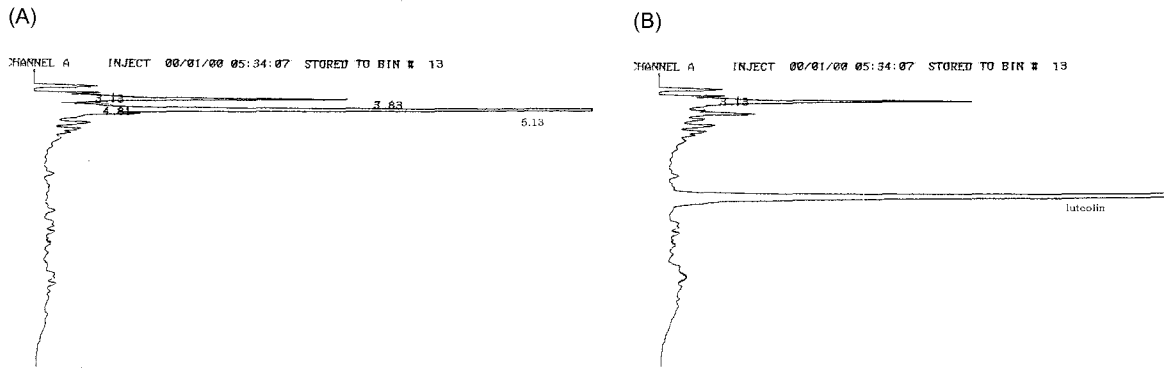 (A)
CHANNEL A INJECT 00/01/00 05:34:07 STORED TO BIN # 13
3.13
3.83
4.81
5.13
(B)
CHANNEL A INJECT 00/01/00 05:34:07 STORED TO BIN # 13
3.13
luteolin